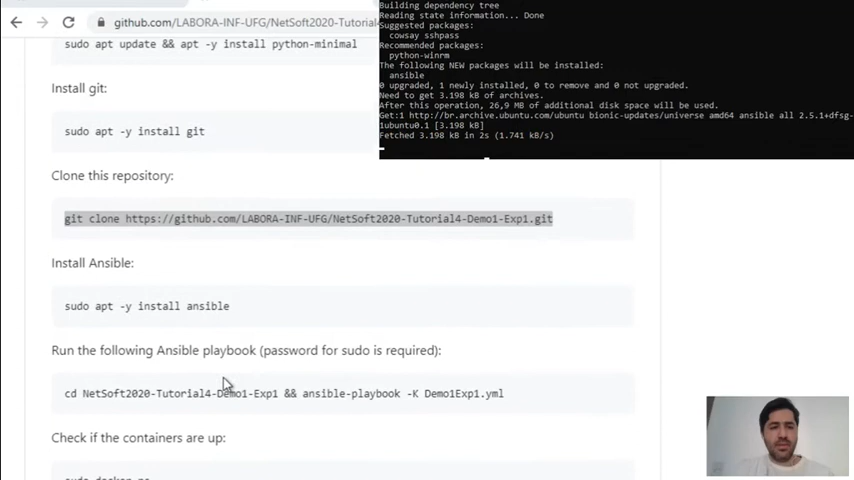 github.com/LABORA-INF-UFG/NetSoft2020-Tutorial
sudo apt update && apt -y install python-minimal
Install git:
sudo apt -y install git
Clone this repository:
git clone https://github.com/LABORA-INF-UFG/NetSoft2020-Tutorial4-Demo1-Exp1.git
Install Ansible:
sudo apt -y install ansible
Run the following Ansible playbook (password for sudo is required):
cd NetSoft2020-Tutorial4-Demo1-Exp1 && ansible-playbook -K Demo1Exp1.yml
Check if the containers are up:
sudo docker ps
Building dependency tree
Reading state information... Done
Suggested packages:
cowsay sshpass
Recommended packages:
python-winrm
The following NEW packages will be installed:
ansible
0 upgraded, 1 newly installed, 0 to remove and 0 not upgraded.
Need to get 3.198 kB of archives.
After this operation, 26,9 MB of additional disk space will be used.
Get:1 http://br.archive.ubuntu.com/ubuntu bionic-updates/universe amd64 ansible all 2.5.1+dfsg-
1ubuntu0.1 [3.198 kB]
Fetched 3.198 kB in 2s (1.741 kB/s)